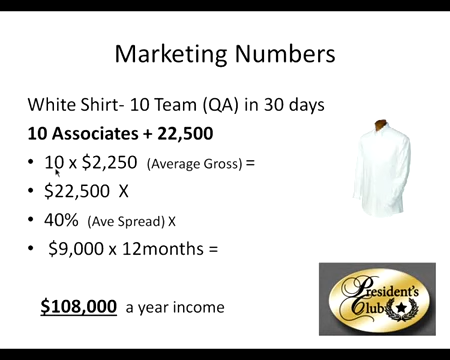 Marketing Numbers
White Shirt- 10 Team (QA) in 30 days
10 Associates + 22,500
• 10 x $2,250 (Average Gross) =
• $22,500 X
• 40% (Ave Spread) X
• $9,000 x 12months =
$108,000 a year income
President's
Club